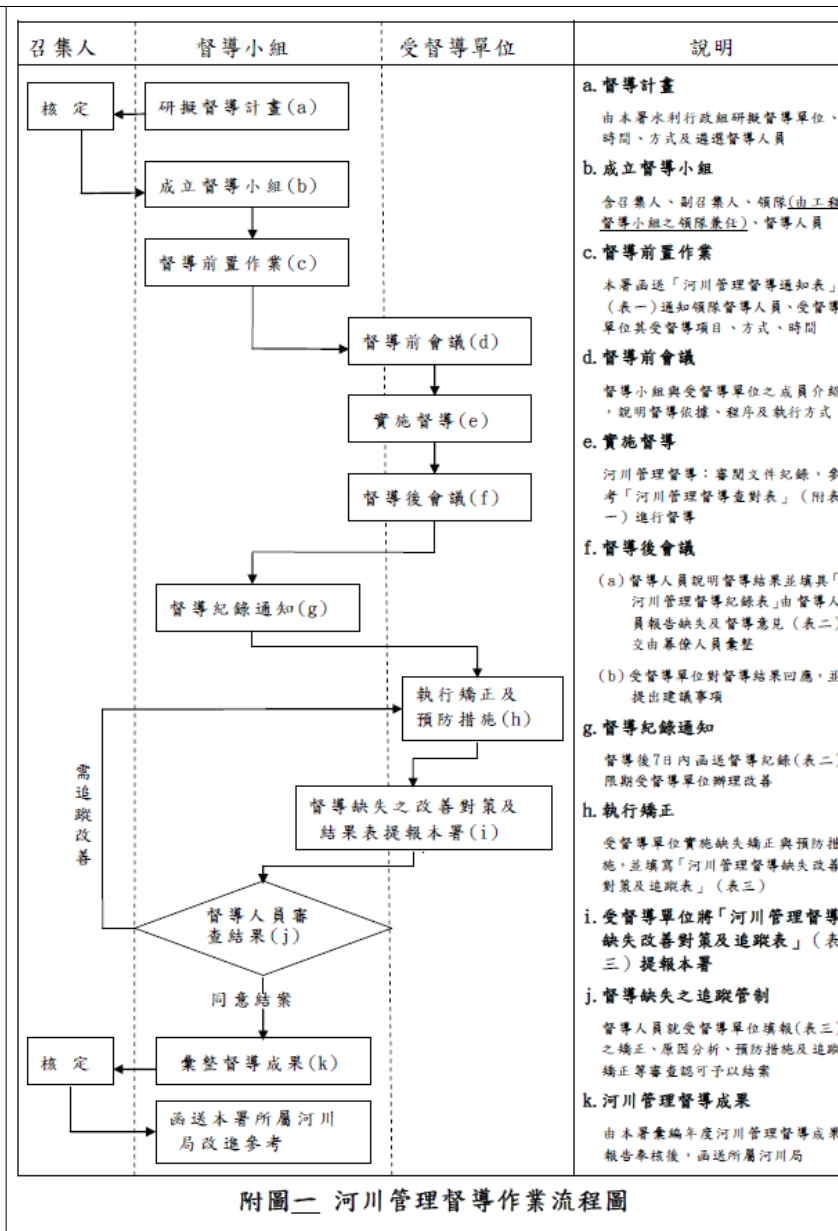 召集人
督導小組
受督導單位
說明
核 定
研擬督導計畫(a)
成立督導小組(b)
督導前置作業(c)
督導前會議(d)
實施督導(e)
督導後會議(f)
督導紀錄通知(g)
執行矯正及
預防措施(h)
需追蹤改善
督導缺失之改善對策及
結果表提報本署(i)
督導人員審
查結果(j)
同意結案
核 定
彙整督導成果(k)
函送本署所屬河川
局改進參考
a.督導計畫
由本署水利行政組研擬督導單位、
時間、方式及遴選督導人員
b.成立督導小組
含召集人、副召集人、領隊(由工程
督導小組之領隊兼任)、督導人員
c.督導前置作業
本署函送「河川管理督導通知表」
(表一)通知領隊督導人員、受督導
單位其受督導項目、方式、時間
d.督導前會議
督導小組與受督導單位之成員介紹
，說明督導依據、程序及執行方式
e.實施督導
河川管理督導：審閱文件紀錄，參
考「河川管理督導查對表」(附表
一)進行督導
f.督導後會議
(a)督導人員說明督導結果並填具「
河川管理督導紀錄表」由督導人
員報告缺失及督導意見(表二)
交由幕僚人員彙整
(b)受督導單位對督導結果回應，並
提出建議事項
g.督導紀錄通知
督導後7日內函送督導紀錄(表二)
限期受督導單位辦理改善
h.執行矯正
受督導單位實施缺失矯正與預防措
施，並填寫「河川管理督導缺失改善
對策及追蹤表」(表三)
i.受督導單位將「河川管理督導
缺失改善對策及追蹤表」(表
三)提報本署
j.督導缺失之追蹤管制
督導人員就受督導單位填報(表三)
之矯正、原因分析、預防措施及追蹤
矯正等審查認可予以結案
k.河川管理督導成果
由本署彙編年度河川管理督導成果
報告奉核後，函送所屬河川局
附圖一 河川管理督導作業流程圖